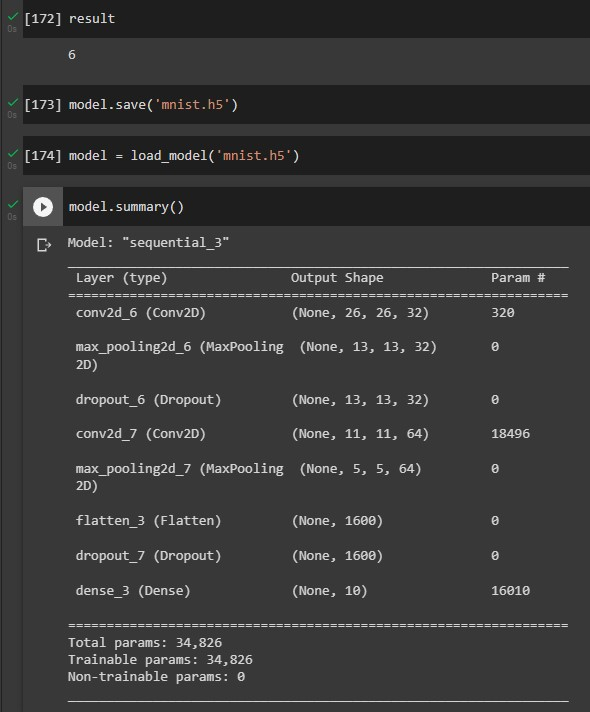 [172] result
0s
6
[173] model.save('mnist.h5')
0s
[174] model = load_model('mnist.h5')
0s
model.summary()
0s
Model: "sequential_3"
Layer (type) Output Shape Param #
=================================================================
conv2d_6 (Conv2D) (None, 26, 26, 32) 320
max_pooling2d_6 (MaxPooling (None, 13, 13, 32) 0
2D)
dropout_6 (Dropout) (None, 13, 13, 32) 0
conv2d_7 (Conv2D) (None, 11, 11, 64) 18496
max_pooling2d_7 (MaxPooling (None, 5, 5, 64) 0
2D)
flatten_3 (Flatten) (None, 1600) 0
dropout_7 (Dropout) (None, 1600) 0
dense_3 (Dense) (None, 10) 16010
=================================================================
Total params: 34,826
Trainable params: 34,826
Non-trainable params: 0